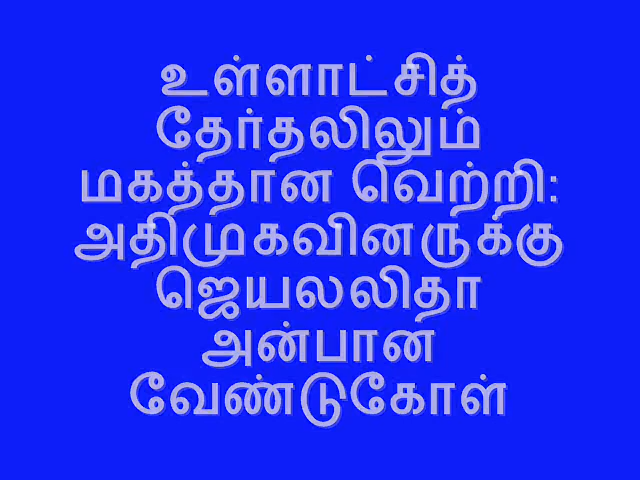 உள்ளாட்சித்
தேர்தலிலும்
மகத்தான வெற்றி:
அதிமுகவினருக்கு
ஜெயலலிதா
அன்பான
வேண்டுகோள்